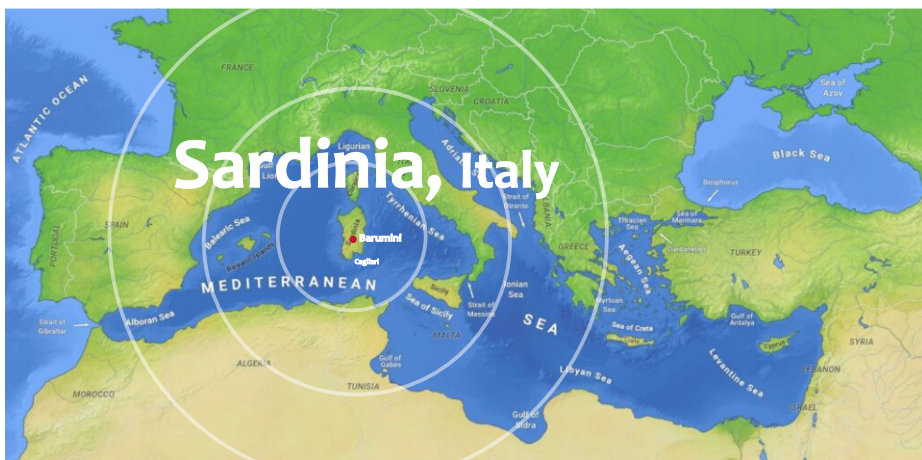 FRANCE
SLOVENIA
CROATIA
Sea of
Azov
ATLANTIC OCEAN
Ligurian
Black Sea
Sardinia, Italy
Lion
Bosphorus
Strait of
Otranto
Tyrrhenian Sea
Balearic Sea
SPAIN
PORTUGAL
Sardinia
Barumini
Thracian
Sea
Sea of
Marmara
Dardanelles
GREECE
Aegean Sea
TURKEY
Balearic Islands
Cagliari
MEDITERRANEAN
SEA
Ionian
Sea
Sicily
Sea of Sicily
Strait of
Messina
Myrtoan
Sea
Alboran Sea
Strait of
Gibraltar
MALTA
Sea of Crete
Crete
Gulf of
Antalya
Cyprus
SYRIA
ALGERIA
Gulf of
Gabès
TUNISIA
Libyan Sea
Levantine Sea
LEBANON
MOROCCO
Gulf of
Sidra
ISRAEL